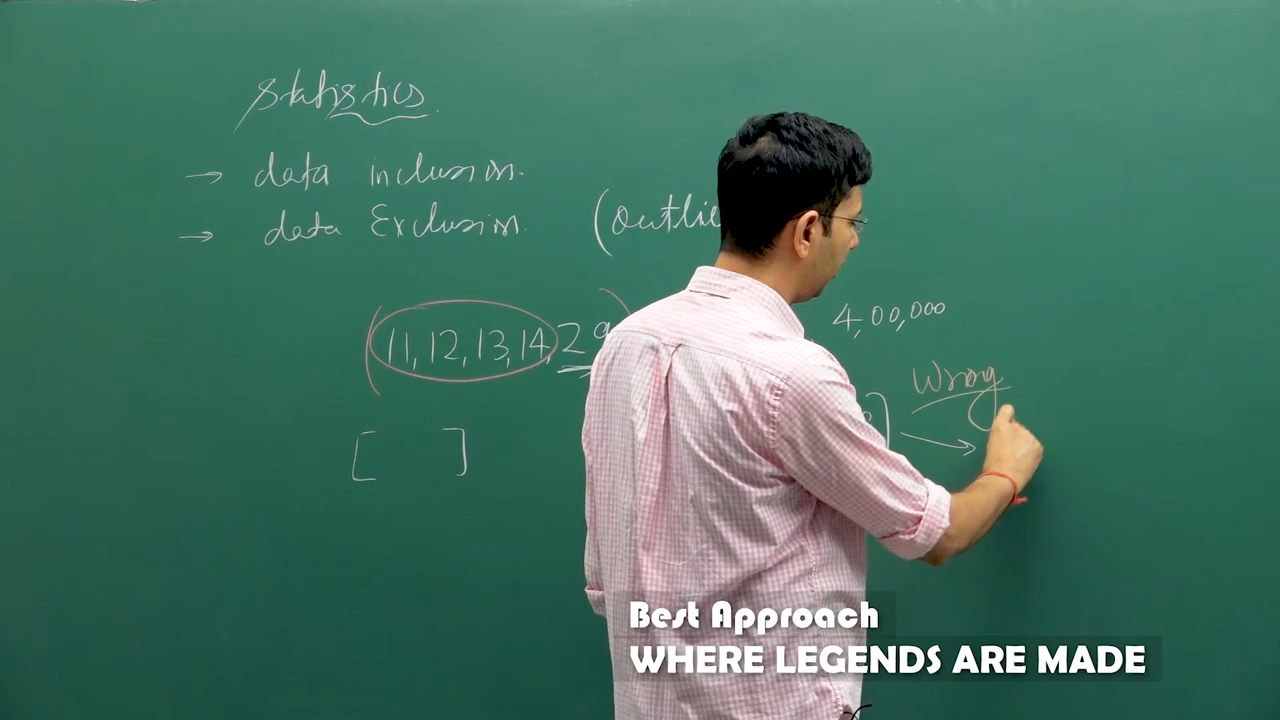 Statistics
→ data inclusion.
→ data Exclusion. (outlie
(11, 12, 13, 14, 29)
4,00,000
Wrong
[ ] ]→
Best Approach
WHERE LEGENDS ARE MADE